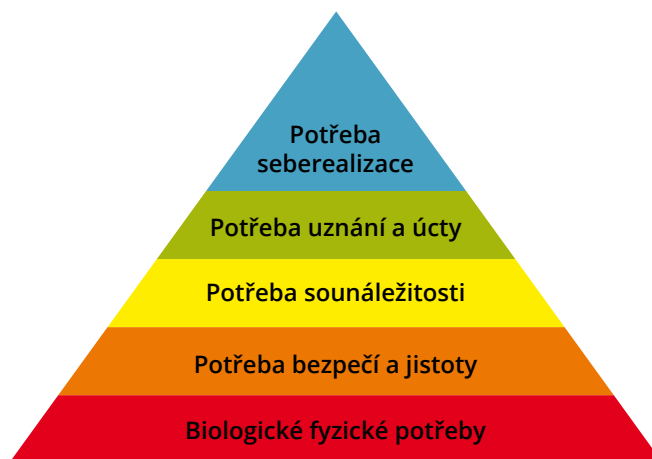 Potřeba
seberealizace
Potřeba uznání a úcty
Potřeba sounáležitosti
Potřeba bezpečí a jistoty
Biologické fyzické potřeby